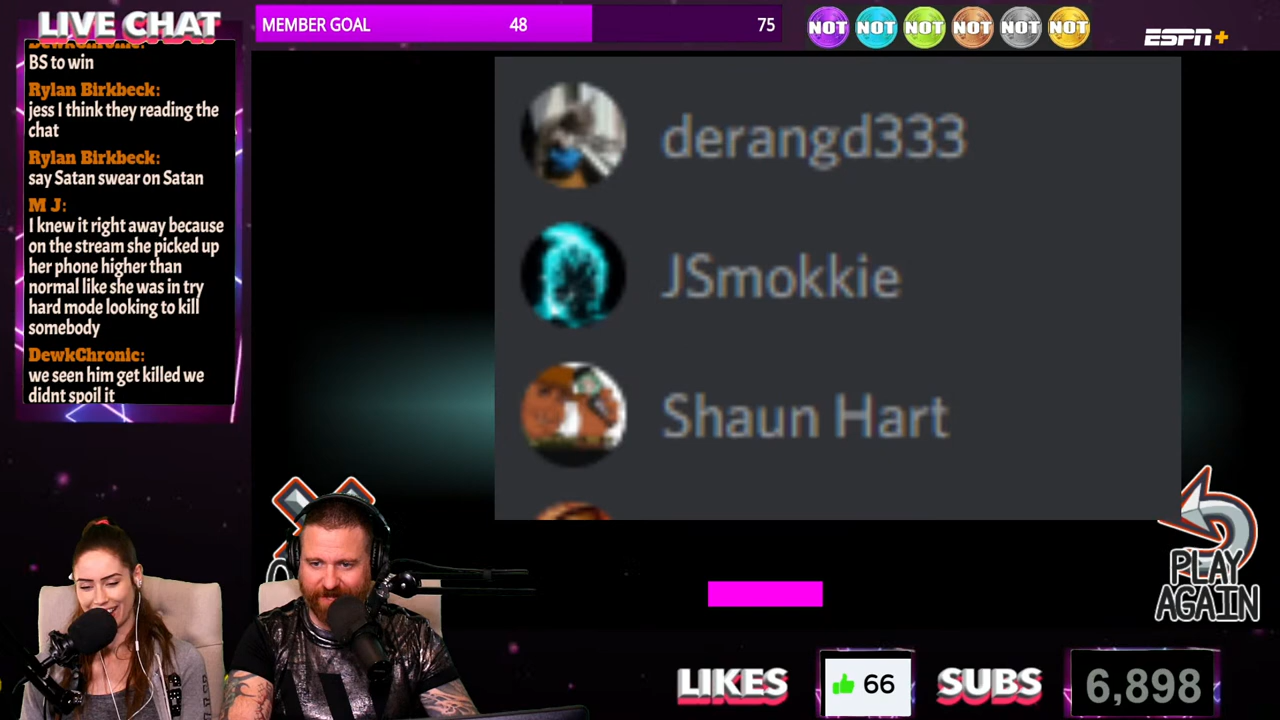 LIVE CHAT
DewkChronic:
BS to win
Rylan Birkbeck:
jess I think they reading the
chat
Rylan Birkbeck:
say Satan swear on Satan
M J:
I knew it right away because
on the stream she picked up
her phone higher than
normal like she was in try
hard mode looking to kill
somebody
DewkChronic:
we seen him get killed we
didnt spoil it
MEMBER GOAL 48 75
NOT NOT NOT NOT NOT NOT
ESPN+
derangd333
JSmokkie
Shaun Hart
PLAY
AGAIN
LIKES 66 SUBS 6,898